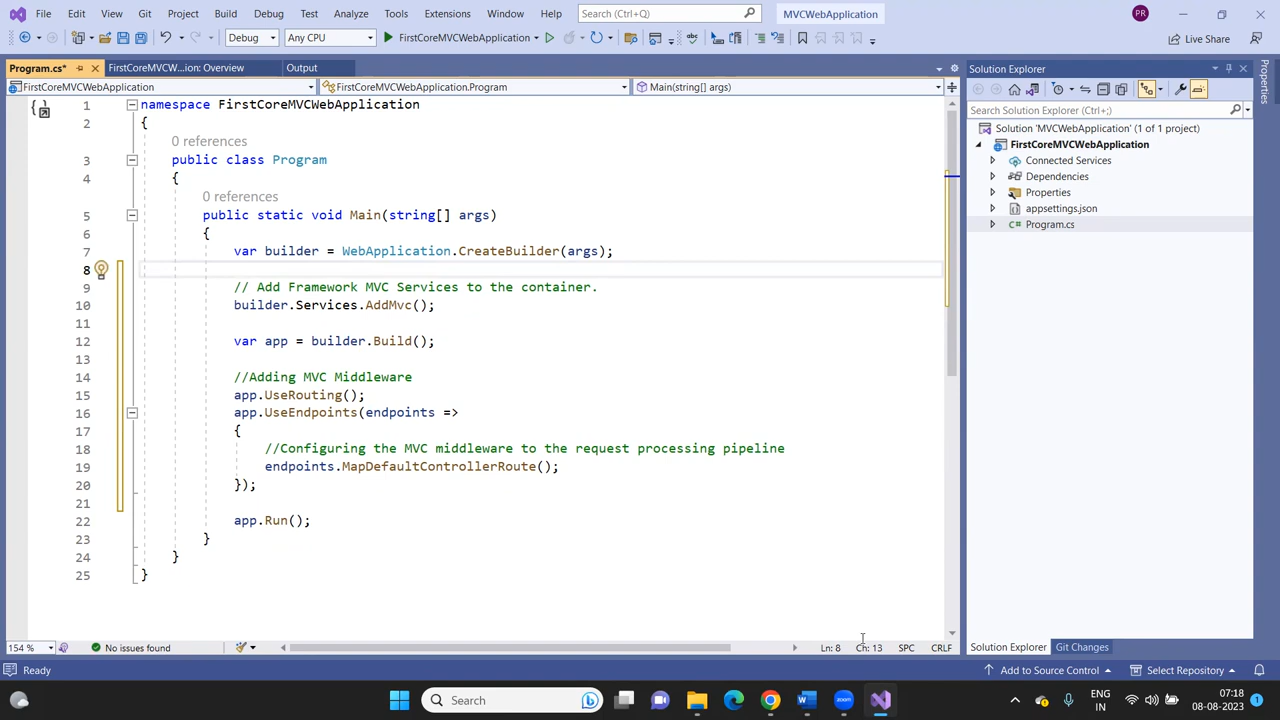 File Edit View Git Project Build Debug Test Analyze Tools Extensions Window Help Search (Ctrl+Q) MVCWebApplication PR
Debug Any CPU FirstCoreMVCWebApplication Live Share
Program.cs* FirstCoreMVCW...ion: Overview Output
FirstCoreMVCWebApplication FirstCoreMVCWebApplication.Program Main(string[] args)
1 namespace FirstCoreMVCWebApplication
2 {
0 references
3 public class Program
4 {
0 references
5 public static void Main(string[] args)
6 {
7 var builder = WebApplication.CreateBuilder(args);
8
9 // Add Framework MVC Services to the container.
10 builder.Services.AddMvc();
11
12 var app = builder.Build();
13
14 //Adding MVC Middleware
15 app.UseRouting();
16 app.UseEndpoints(endpoints =>
17 {
18 //Configuring the MVC middleware to the request processing pipeline
19 endpoints.MapDefaultControllerRoute();
20 });
21
22 app.Run();
23 }
24 }
25 }
154 % No issues found Ln: 8 Ch: 13 SPC CRLF
Solution Explorer
Search Solution Explorer (Ctrl+;)
Solution 'MVCWebApplication' (1 of 1 project)
FirstCoreMVCWebApplication
Connected Services
Dependencies
Properties
appsettings.json
C# Program.cs
Solution Explorer Git Changes
Properties
Ready Add to Source Control Select Repository
Search ENG IN 07:18
08-08-2023